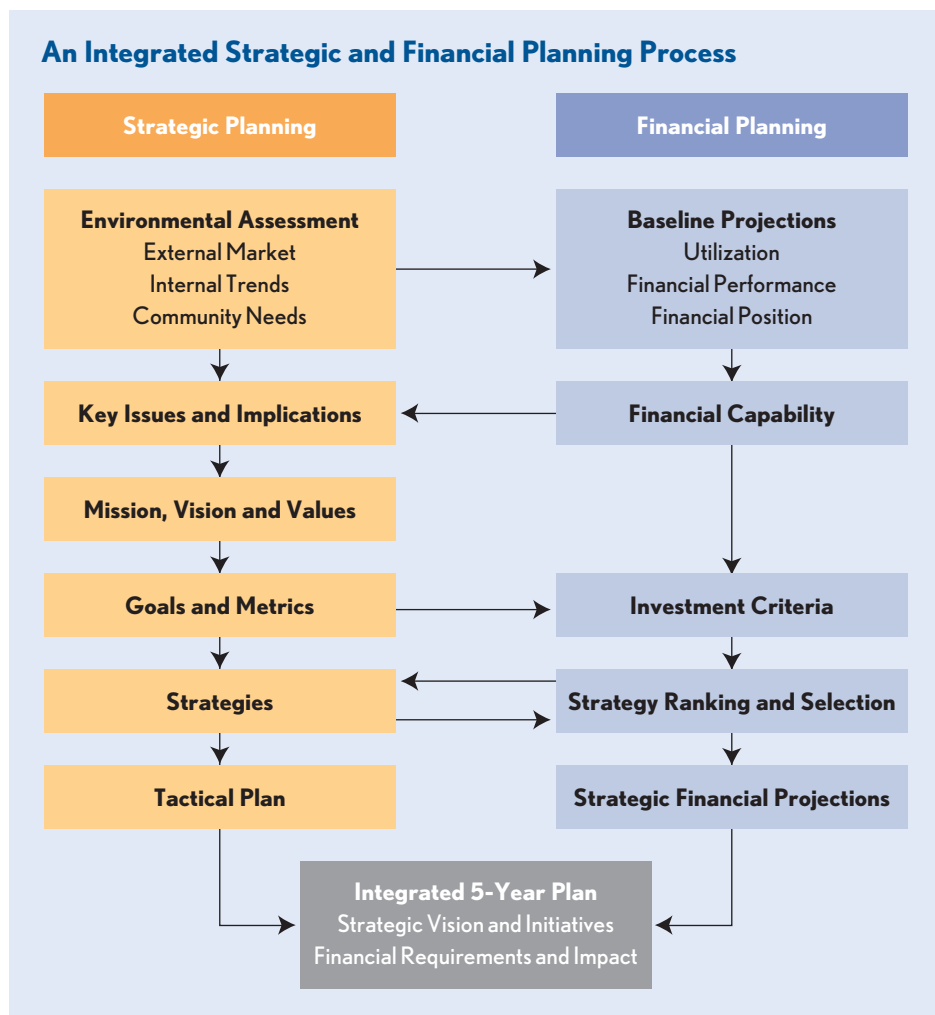 An Integrated Strategic and Financial Planning Process
Strategic Planning
Financial Planning
Environmental Assessment
External Market
Internal Trends
Community Needs
Baseline Projections
Utilization
Financial Performance
Financial Position
Key Issues and Implications
Financial Capability
Mission, Vision and Values
Goals and Metrics
Investment Criteria
Strategies
Strategy Ranking and Selection
Tactical Plan
Strategic Financial Projections
Integrated 5-Year Plan
Strategic Vision and Initiatives
Financial Requirements and Impact